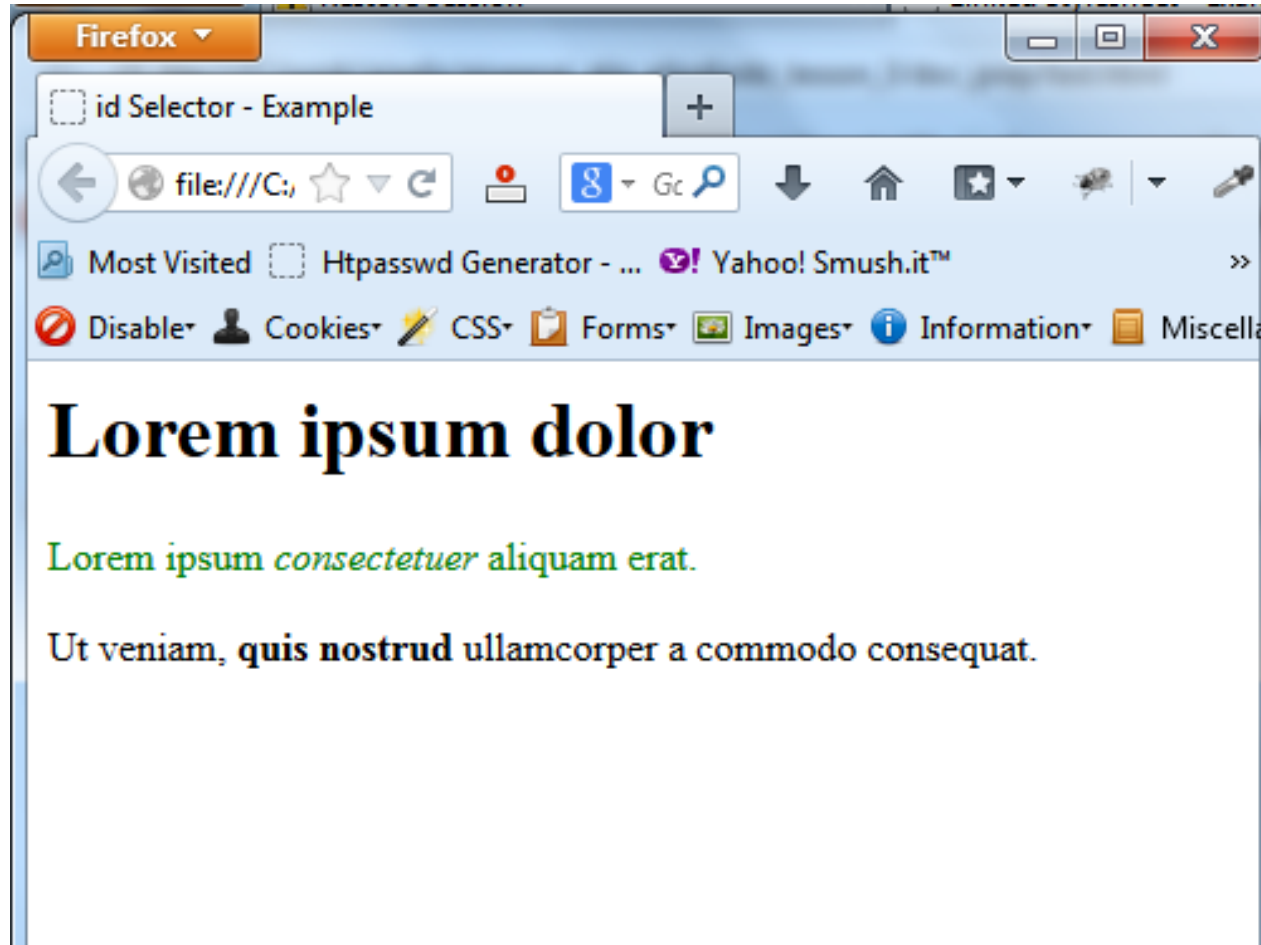 Firefox
id Selector - Example
file:///C:/
Most Visited Htpasswd Generator - ... Yahoo! Smush.it™ »
Disable Cookies CSS Forms Images Information Miscella
Lorem ipsum dolor
Lorem ipsum consectetuer aliquam erat.
Ut veniam, quis nostrud ullamcorper a commodo consequat.